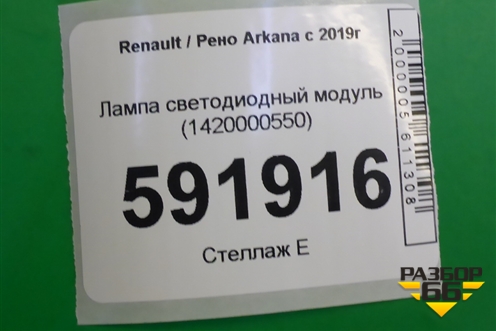 Renault / Рено Arkana с 2019г
Лампа светодиодный модуль
(1420000550)
591916
Стеллаж Е
2000005611308
РАЗБОР
66